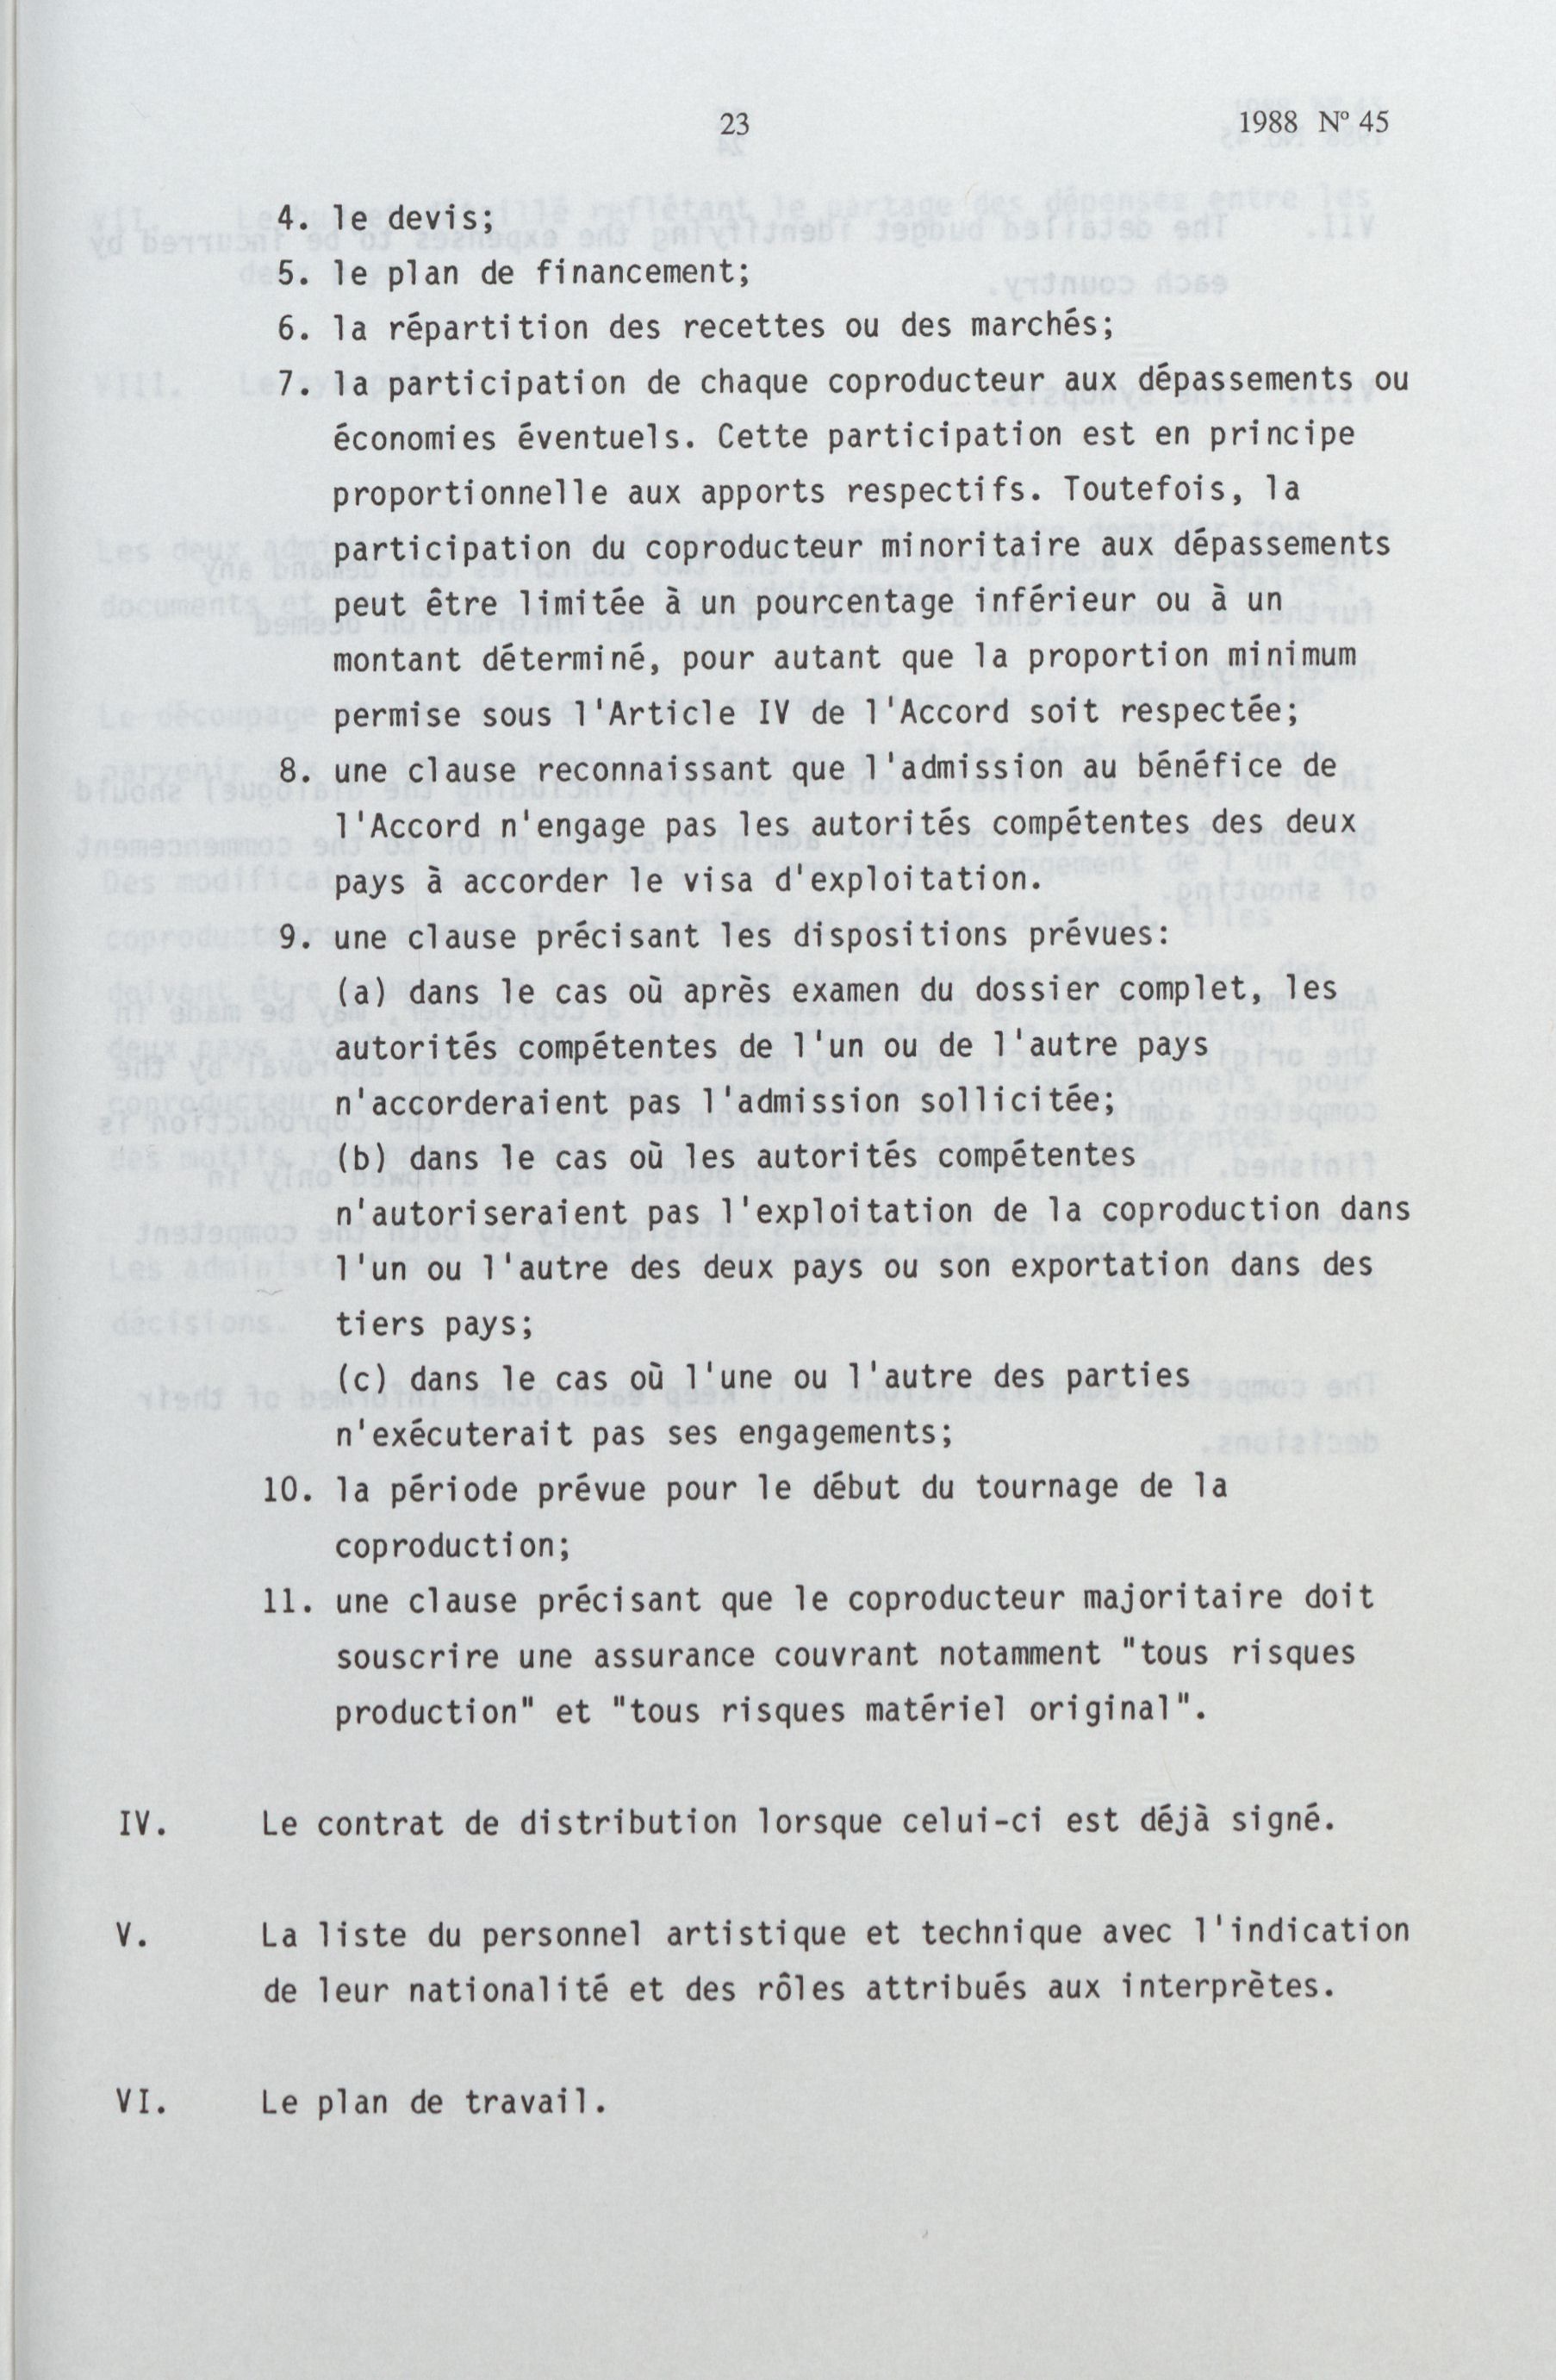 23
1988 Nº 45
4. le devis;
5. le plan de financement;
6. la répartition des recettes ou des marchés;
7. la participation de chaque coproducteur aux dépassements ou
économies éventuels. Cette participation est en principe
proportionnelle aux apports respectifs. Toutefois, la
participation du coproducteur minoritaire aux dépassements
peut être limitée à un pourcentage inférieur ou à un
montant déterminé, pour autant que la proportion minimum
permise sous l'Article IV de l'Accord soit respectée;
8. une clause reconnaissant que l'admission au bénéfice de
l'Accord n'engage pas les autorités compétentes des deux
pays à accorder le visa d'exploitation.
9. une clause précisant les dispositions prévues:
(a) dans le cas où après examen du dossier complet, les
autorités compétentes de l'un ou de l'autre pays
n'accorderaient pas l'admission sollicitée;
(b) dans le cas où les autorités compétentes
n'autoriseraient pas l'exploitation de la coproduction dans
l'un ou l'autre des deux pays ou son exportation dans des
tiers pays;
(c) dans le cas où l'une ou l'autre des parties
n'exécuterait pas ses engagements;
10. la période prévue pour le début du tournage de la
coproduction;
11. une clause précisant que le coproducteur majoritaire doit
souscrire une assurance couvrant notamment "tous risques
production" et "tous risques matériel original".
IV. Le contrat de distribution lorsque celui-ci est déjà signé.
V. La liste du personnel artistique et technique avec l'indication
de leur nationalité et des rôles attribués aux interprètes.
VI. Le plan de travail.